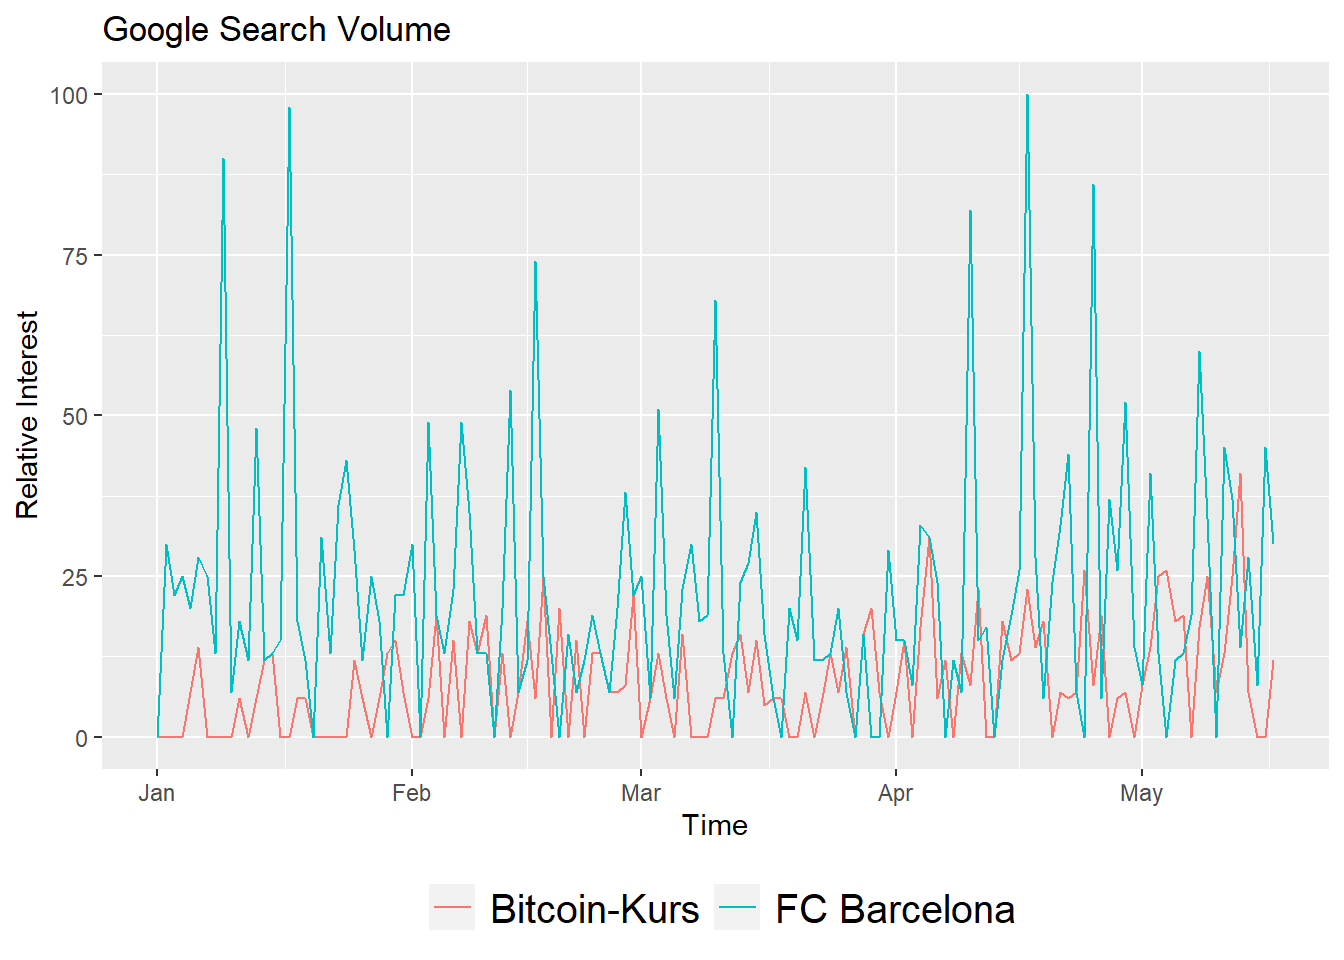 Google Search Volume
100
75
50
25
0
Relative Interest
Jan Feb Mar Apr May
Time
Bitcoin-Kurs FC Barcelona